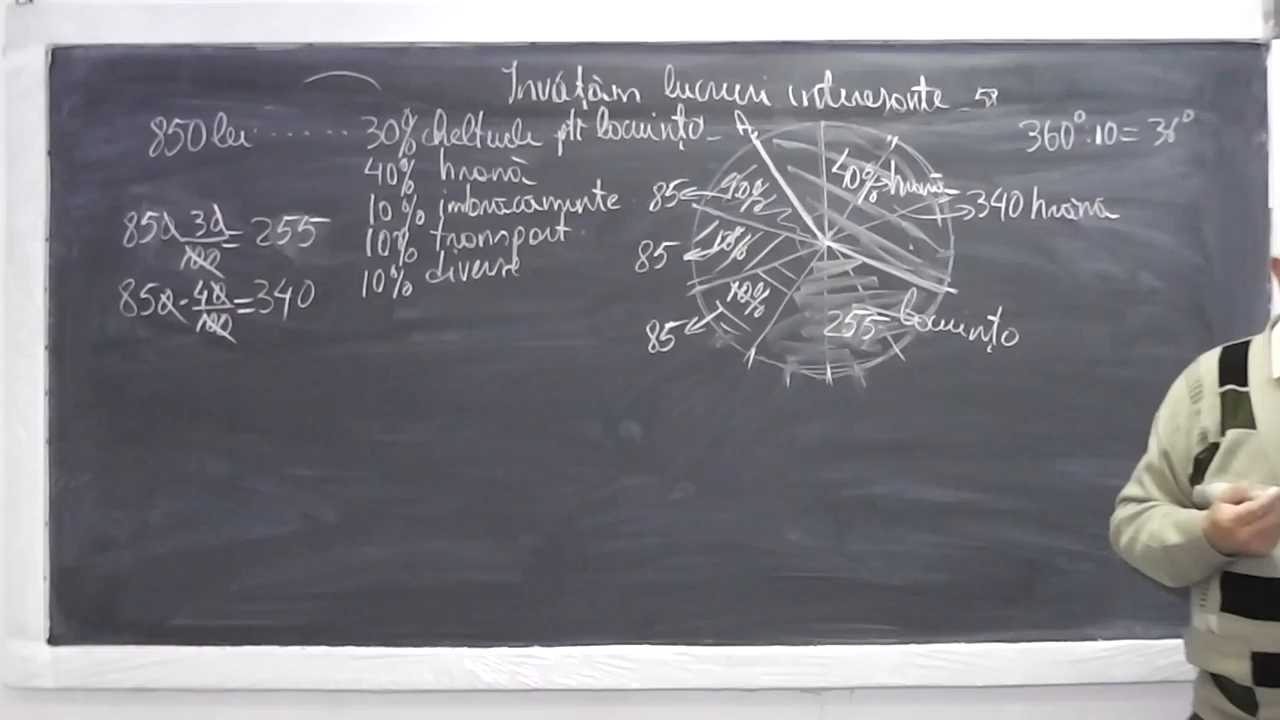 Învățăm lucruri interesante
850 lei ........ 30% cheltuieli ptr locuință
40% hrană
10% îmbrăcăminte
10% transport
10% diverse
850 30/100 = 255
850 · 40/100 = 340
360° : 10 = 36°
40% hrană
340 hrană
85 10%
85 10%
85 10%
255 locuință